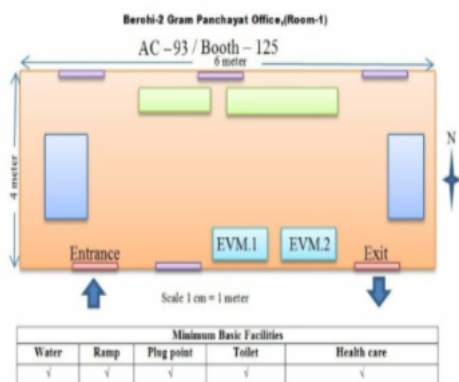 Berohi-2 Gram Panchayat Office,(Room-1)
AC –93 / Booth – 125
6 meter
4 meter
N
EVM.1
EVM.2
Entrance
Exit
Scale 1 cm = 1 meter
Minimum Basic Facilities
Water Ramp Plug point Toilet Health care
√ √ √ √ √